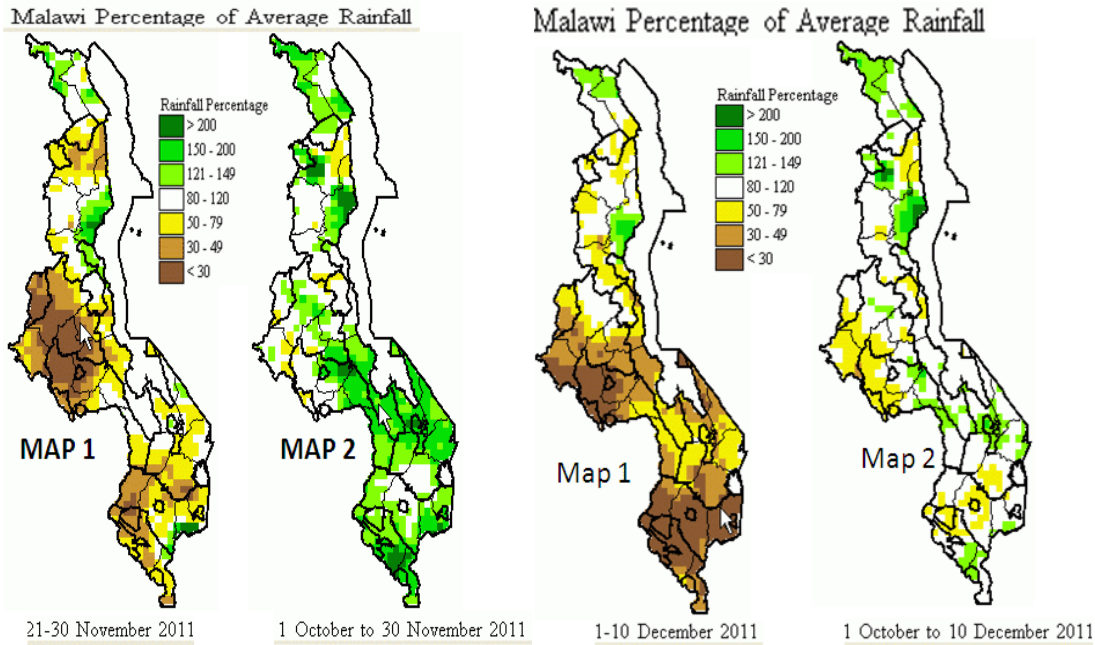 Malawi Percentage of Average Rainfall
Rainfall Percentage
> 200
150 - 200
121 - 149
80 - 120
50 - 79
30 - 49
< 30
MAP 1
MAP 2
21-30 November 2011
1 October to 30 November 2011
Malawi Percentage of Average Rainfall
Rainfall Percentage
> 200
150 - 200
121 - 149
80 - 120
50 - 79
30 - 49
< 30
Map 1
Map 2
1-10 December 2011
1 October to 10 December 2011